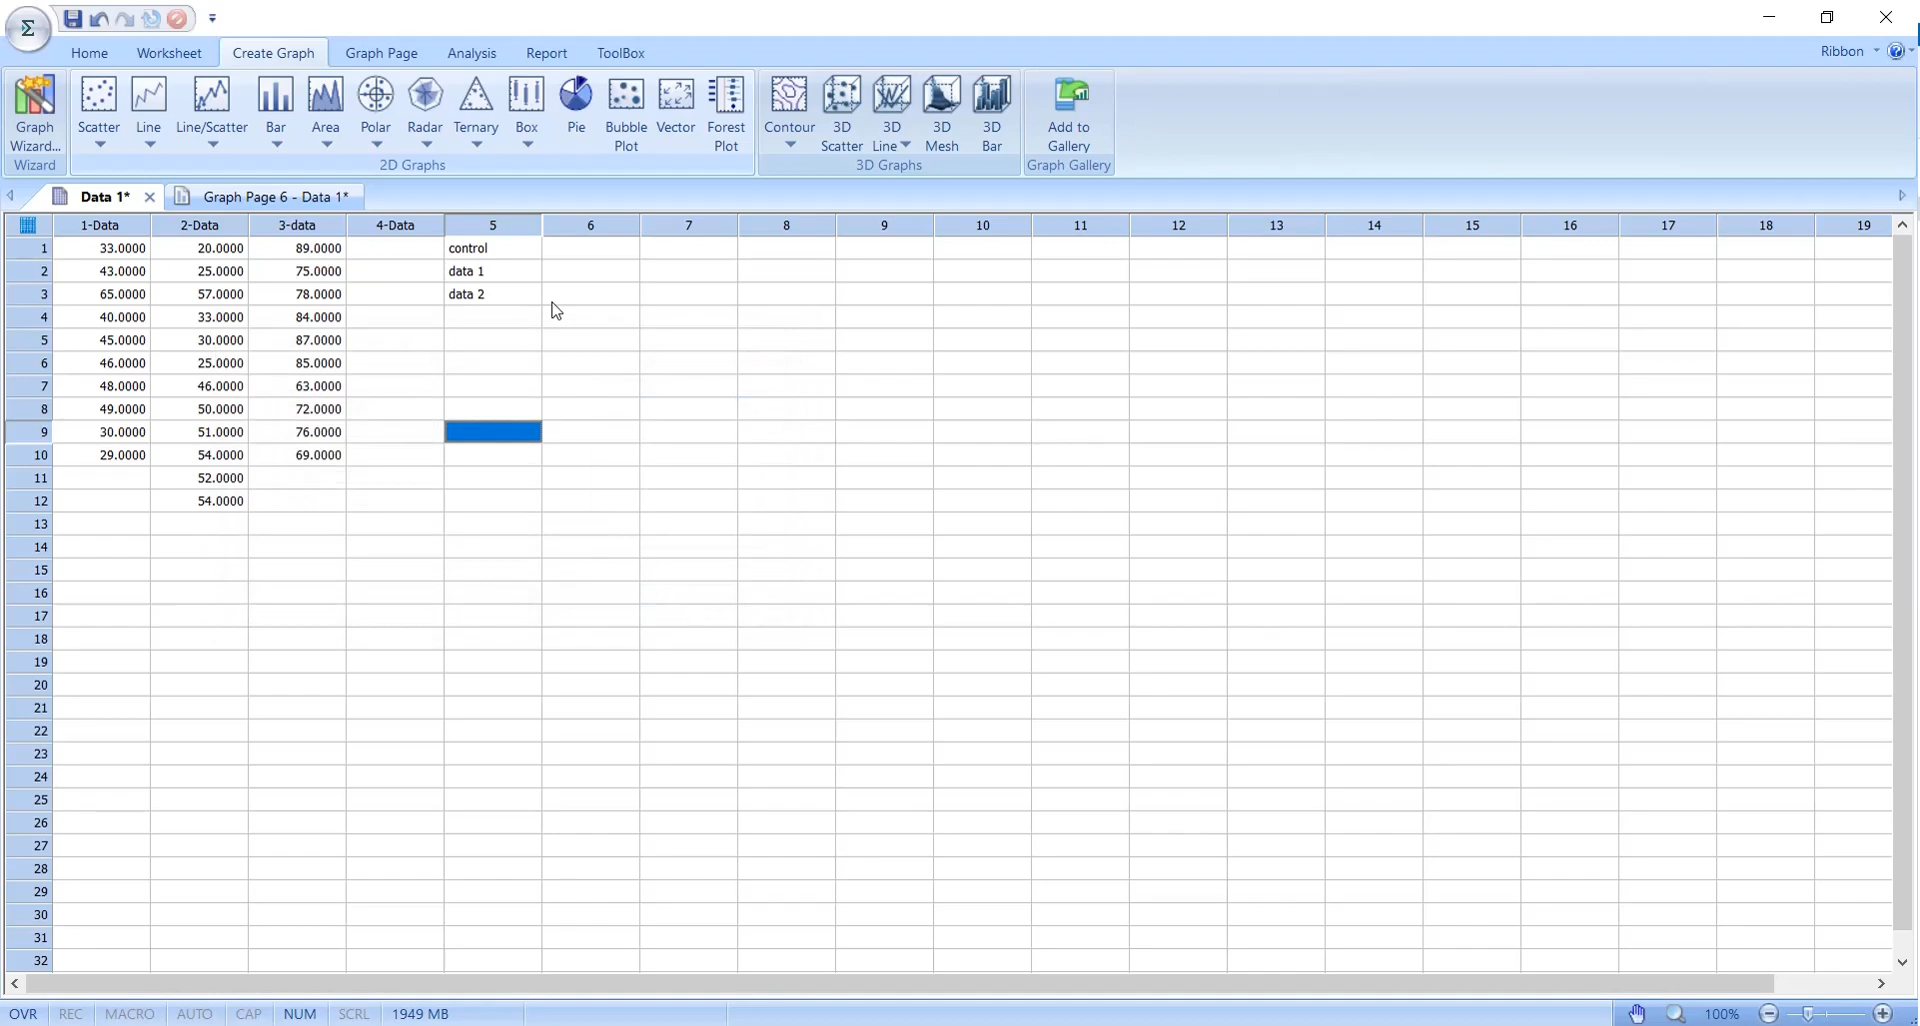 Σ
Home Worksheet Create Graph Graph Page Analysis Report ToolBox Ribbon ?
Graph Wizard... Scatter Line Line/Scatter Bar Area Polar Radar Ternary Box Pie Bubble Plot Vector Forest Plot Contour 3D Scatter 3D Line 3D Mesh 3D Bar Add to Gallery
Wizard 2D Graphs 3D Graphs Graph Gallery
Data 1* Graph Page 6 - Data 1*
1-Data 2-Data 3-data 4-Data 5 6 7 8 9 10 11 12 13 14 15 16 17 18 19
1 33.0000 20.0000 89.0000 control
2 43.0000 25.0000 75.0000 data 1
3 65.0000 57.0000 78.0000 data 2
4 40.0000 33.0000 84.0000
5 45.0000 30.0000 87.0000
6 46.0000 25.0000 85.0000
7 48.0000 46.0000 63.0000
8 49.0000 50.0000 72.0000
9 30.0000 51.0000 76.0000
10 29.0000 54.0000 69.0000
11 52.0000
12 54.0000
13
14
15
16
17
18
19
20
21
22
23
24
25
26
27
28
29
30
31
32
OVR REC MACRO AUTO CAP NUM SCRL 1949 MB 100%